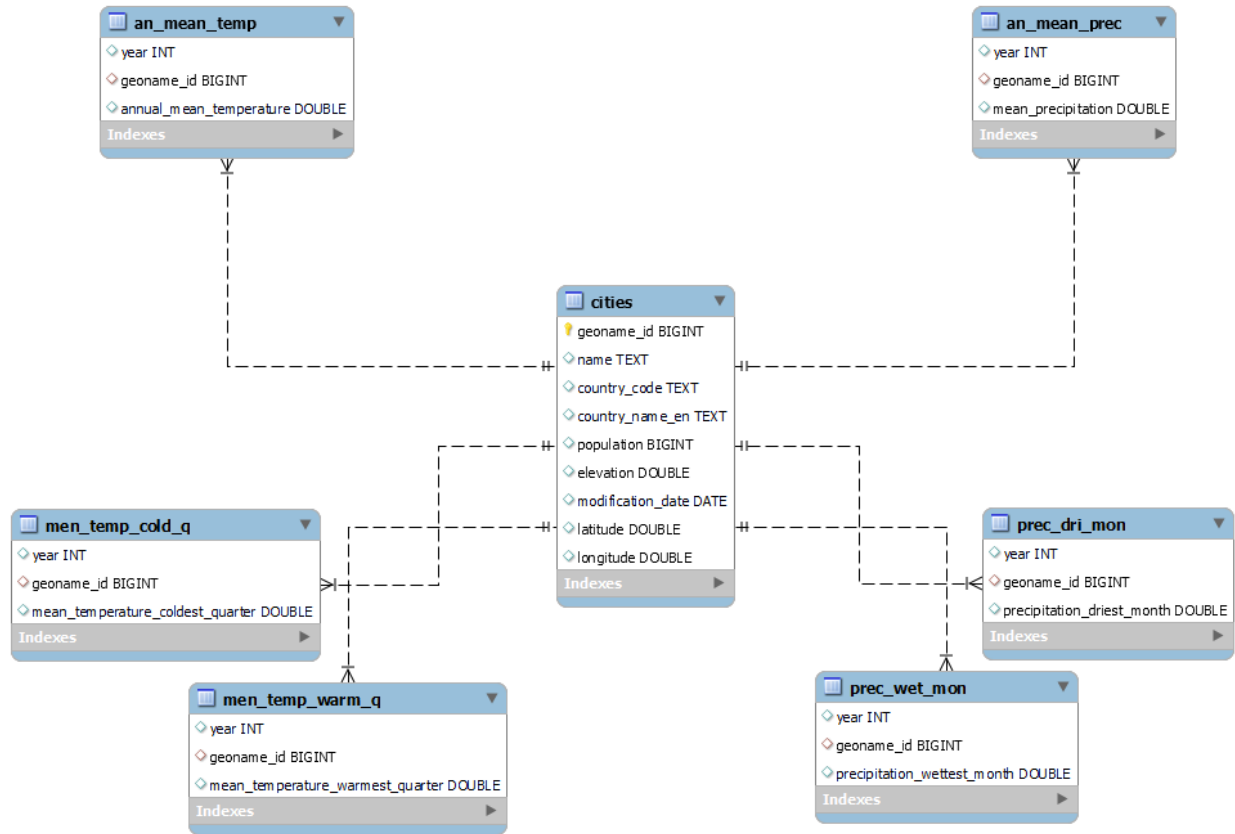 an_mean_temp
year INT
geoname_id BIGINT
annual_mean_temperature DOUBLE
Indexes
an_mean_prec
year INT
geoname_id BIGINT
mean_precipitation DOUBLE
Indexes
cities
geoname_id BIGINT
name TEXT
country_code TEXT
country_name_en TEXT
population BIGINT
elevation DOUBLE
modification_date DATE
latitude DOUBLE
longitude DOUBLE
Indexes
men_temp_cold_q
year INT
geoname_id BIGINT
mean_temperature_coldest_quarter DOUBLE
Indexes
prec_dri_mon
year INT
geoname_id BIGINT
precipitation_driest_month DOUBLE
Indexes
men_temp_warm_q
year INT
geoname_id BIGINT
mean_temperature_warmest_quarter DOUBLE
Indexes
prec_wet_mon
year INT
geoname_id BIGINT
precipitation_wettest_month DOUBLE
Indexes